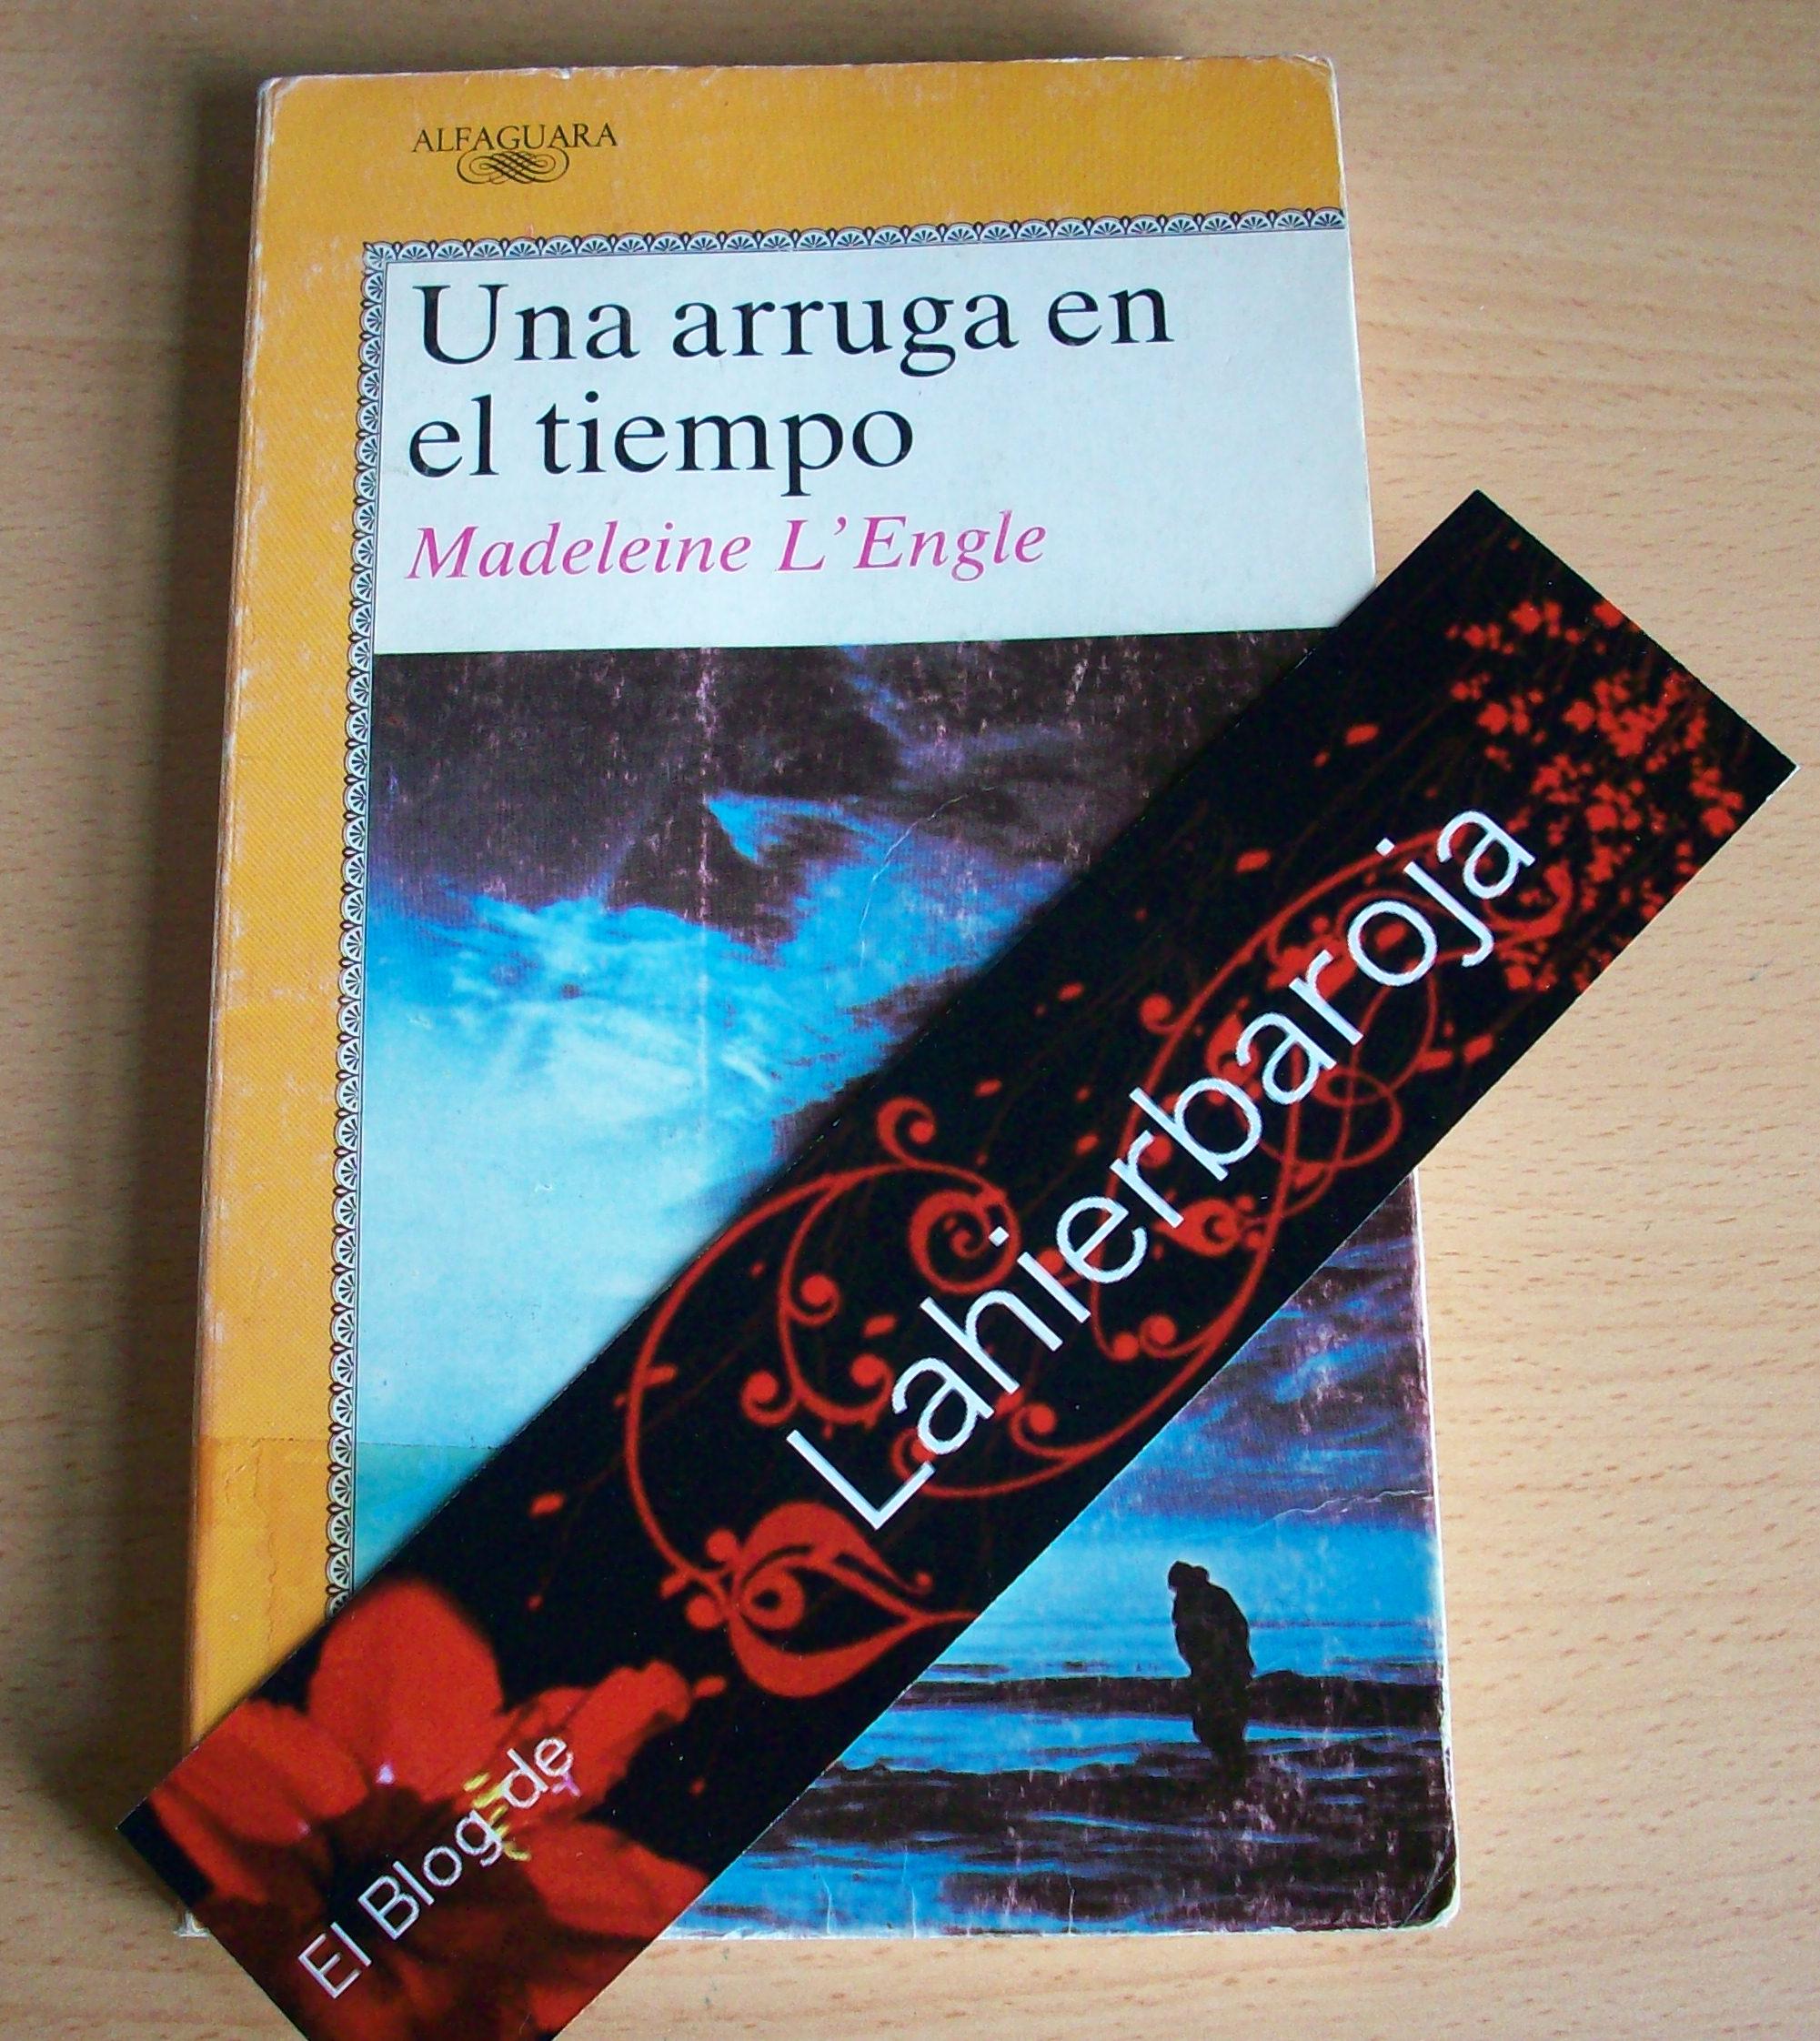 ALFAGUARA
Una arruga en
el tiempo
Madeleine L'Engle
El Blog de
Lahierbaroja